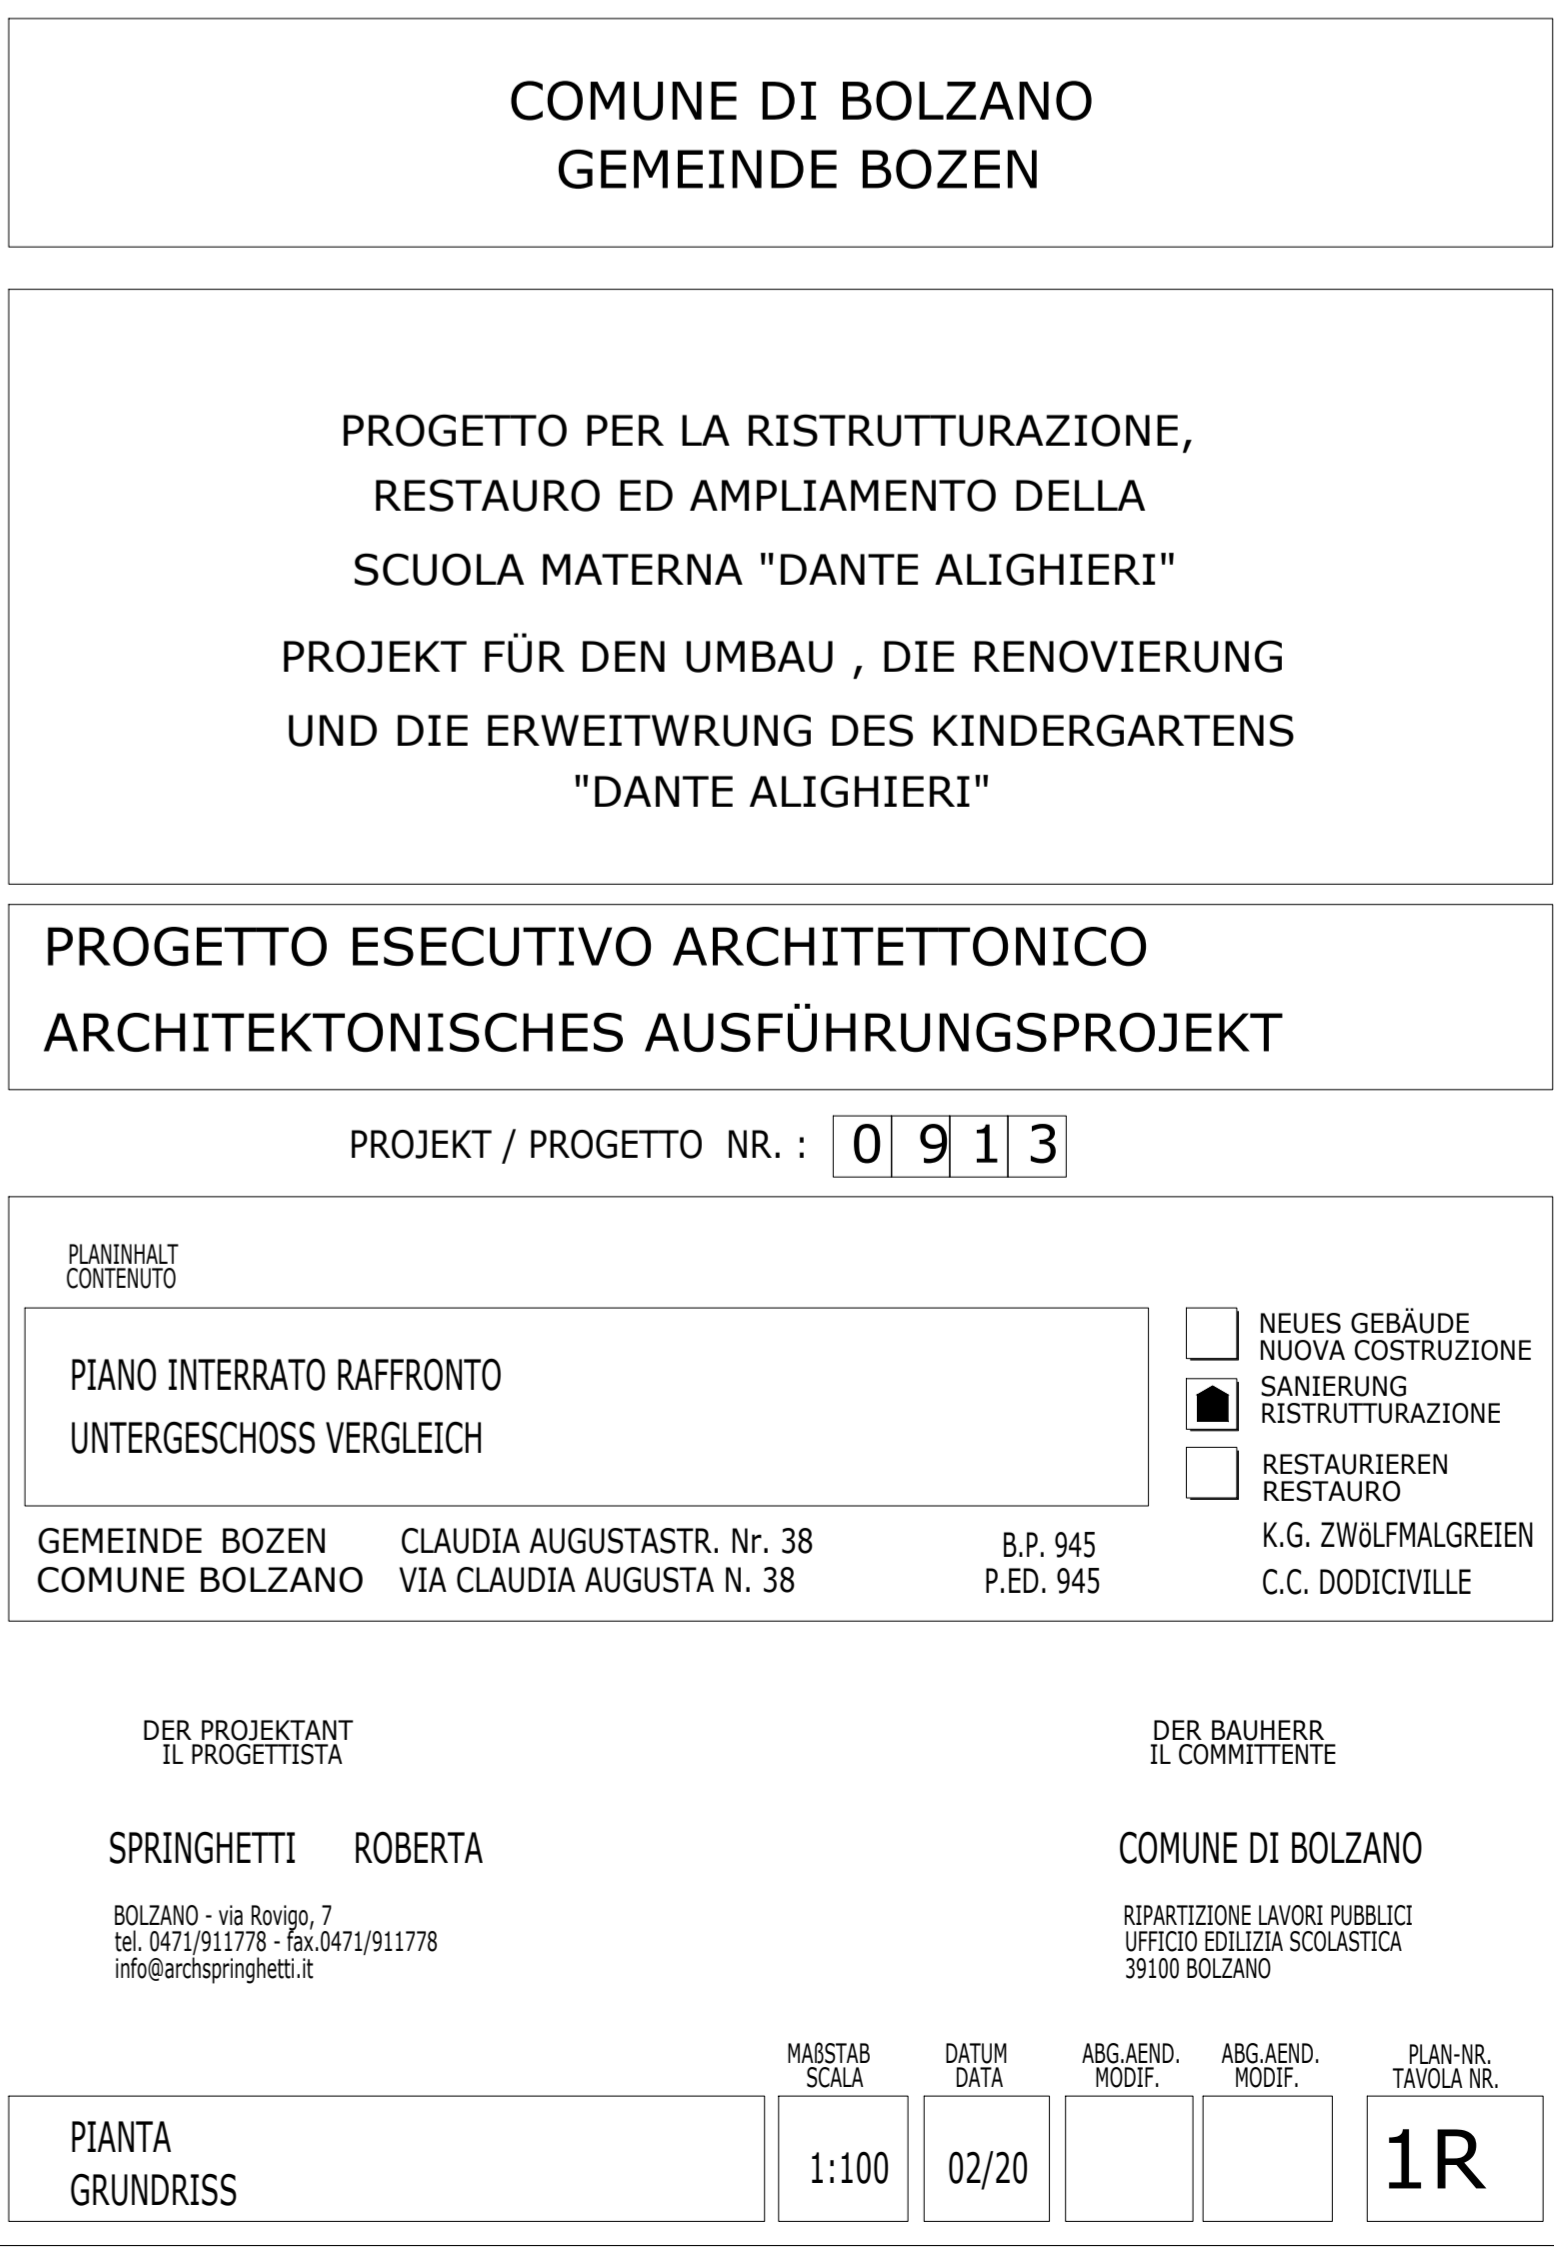 COMUNE DI BOLZANO
GEMEINDE BOZEN
PROGETTO PER LA RISTRUTTURAZIONE,
RESTAURO ED AMPLIAMENTO DELLA
SCUOLA MATERNA "DANTE ALIGHIERI"
PROJEKT FÜR DEN UMBAU , DIE RENOVIERUNG
UND DIE ERWEITWRUNG DES KINDERGARTENS
"DANTE ALIGHIERI"
PROGETTO ESECUTIVO ARCHITETTONICO
ARCHITEKTONISCHES AUSFÜHRUNGSPROJEKT
PROJEKT / PROGETTO NR. : 0 9 1 3
PLANINHALT
CONTENUTO
PIANO INTERRATO RAFFRONTO
UNTERGESCHOSS VERGLEICH
NEUES GEBÄUDE
NUOVA COSTRUZIONE
SANIERUNG
RISTRUTTURAZIONE
RESTAURIEREN
RESTAURO
GEMEINDE BOZEN CLAUDIA AUGUSTASTR. Nr. 38 B.P. 945 K.G. ZWöLFMALGREIEN
COMUNE BOLZANO VIA CLAUDIA AUGUSTA N. 38 P.ED. 945 C.C. DODICIVILLE
DER PROJEKTANT
IL PROGETTISTA
SPRINGHETTI ROBERTA
BOLZANO - via Rovigo, 7
tel. 0471/911778 - fax.0471/911778
info@archspringhetti.it
DER BAUHERR
IL COMMITTENTE
COMUNE DI BOLZANO
RIPARTIZIONE LAVORI PUBBLICI
UFFICIO EDILIZIA SCOLASTICA
39100 BOLZANO
MAßSTAB DATUM ABG.AEND. ABG.AEND. PLAN-NR.
SCALA DATA MODIF. MODIF. TAVOLA NR.
PIANTA
GRUNDRISS
1:100 02/20 1R